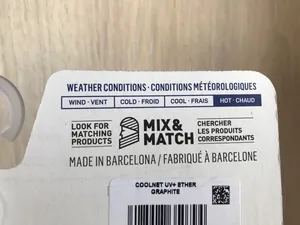 WEATHER CONDITIONS · CONDITIONS MÉTÉOROLOGIQUES
WIND · VENT
COLD · FROID
COOL · FRAIS
HOT · CHAUD
LOOK FOR
MATCHING
PRODUCTS
MIX&
MATCH
CHERCHER
LES PRODUITS
CORRESPONDANTS
MADE IN BARCELONA / FABRIQUÉ À BARCELONE
COOLNET UV+ ETHER
GRAPHITE